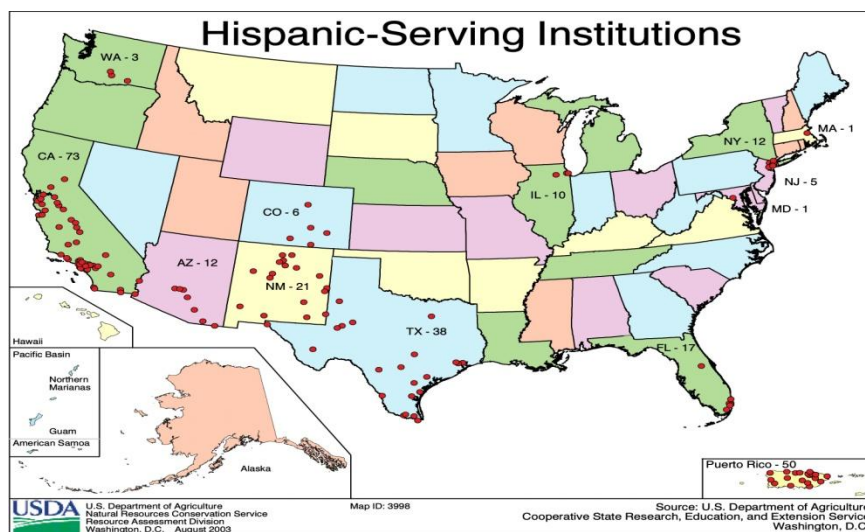 Hispanic-Serving Institutions
WA - 3
MA - 1
NY - 12
CA - 73
IL - 10
NJ - 5
CO - 6
MD - 1
AZ - 12
NM - 21
TX - 38
FL - 17
Hawaii
Pacific Basin
Northern
Marianas
Guam
American Samoa
Alaska
Puerto Rico - 50
USDA
U.S. Department of Agriculture
Natural Resources Conservation Service
Resource Assessment Division
Washington, D.C. August 2003
Map ID: 3998
Source: U.S. Department of Agriculture
Cooperative State Research, Education, and Extension Service
Washington, D.C.